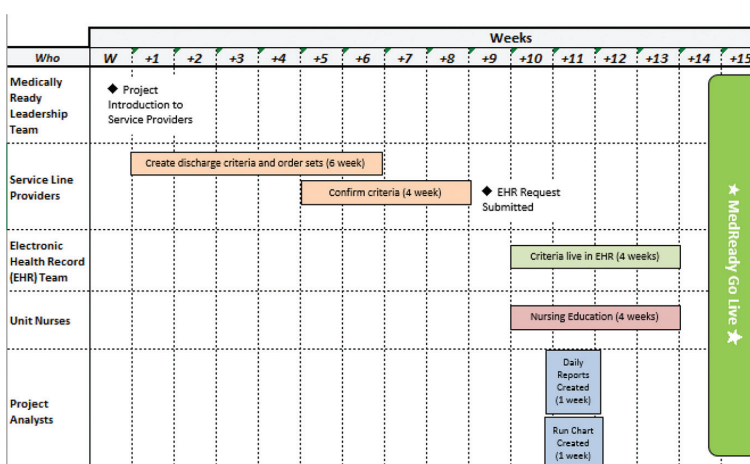 Weeks
Who W +1 +2 +3 +4 +5 +6 +7 +8 +9 +10 +11 +12 +13 +14 +15
Medically
Ready
Leadership
Team
◆ Project
Introduction to
Service Providers
Service Line
Providers
Create discharge criteria and order sets (6 week)
Confirm criteria (4 week)
◆ EHR Request
Submitted
Electronic
Health Record
(EHR) Team
Criteria live in EHR (4 weeks)
Unit Nurses
Nursing Education (4 weeks)
Project
Analysts
Daily
Reports
Created
(1 week)
Run Chart
Created
(1 week)
★ MedReady Go Live ★